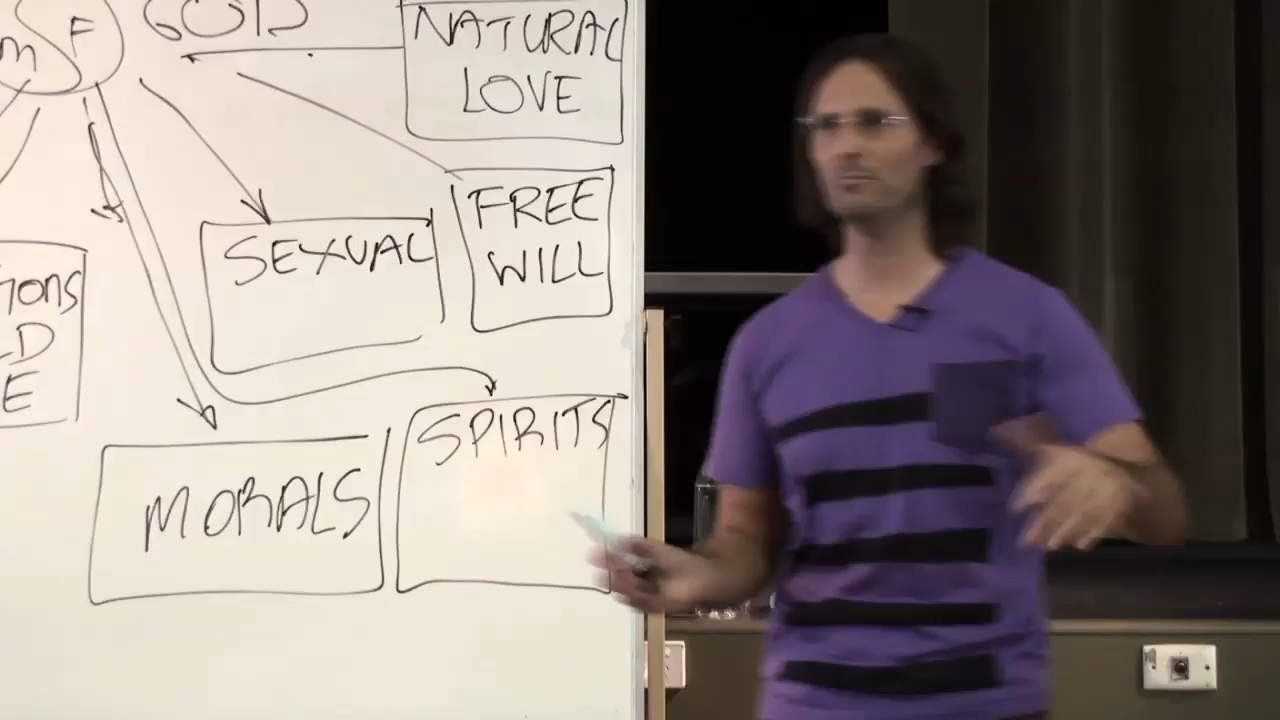 m F GOD
NATURAL
LOVE
FREE
WILL
SEXUAL
SPIRITS
MORALS